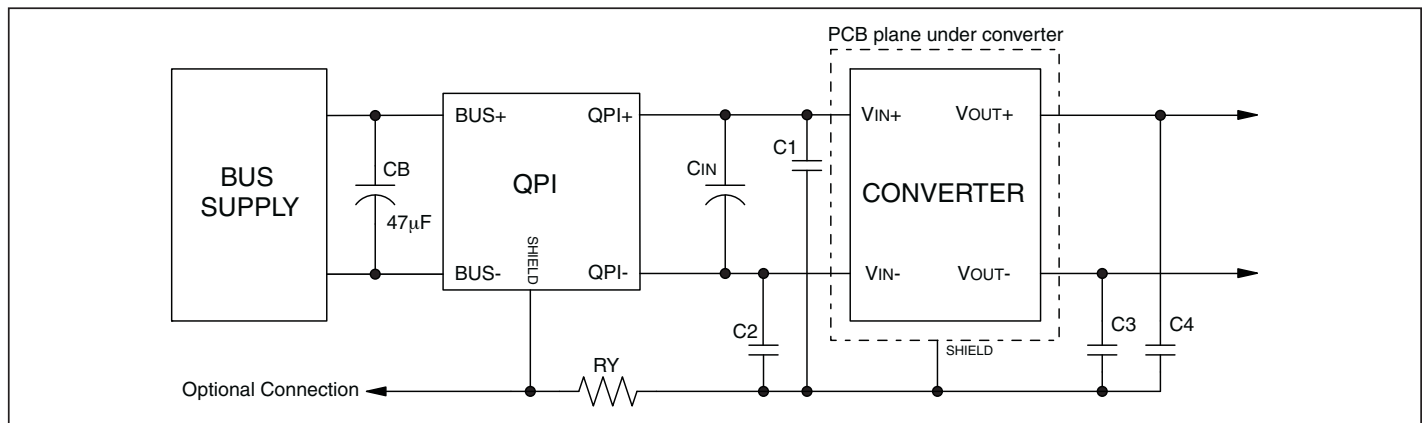 PCB plane under converter
BUS+ QPI+ VIN+ VOUT+
C1
CB CIN
BUS SUPPLY
QPI
CONVERTER
47μF
SHIELD
BUS- QPI- VIN- VOUT-
C2 C3 C4
SHIELD
RY
Optional Connection